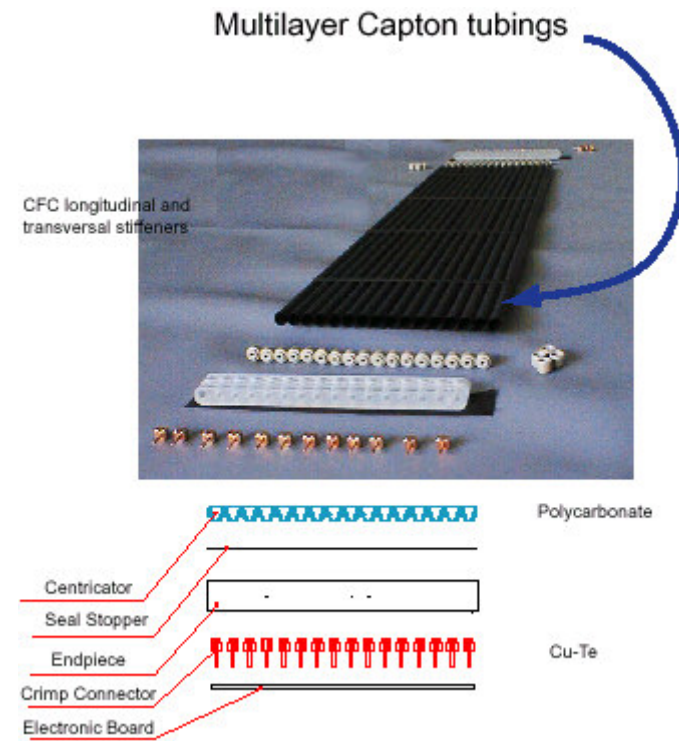 Multilayer Capton tubings
CFC longitudinal and
transversal stiffeners
Polycarbonate
Centricator
Seal Stopper
Endpiece
Cu-Te
Crimp Connector
Electronic Board